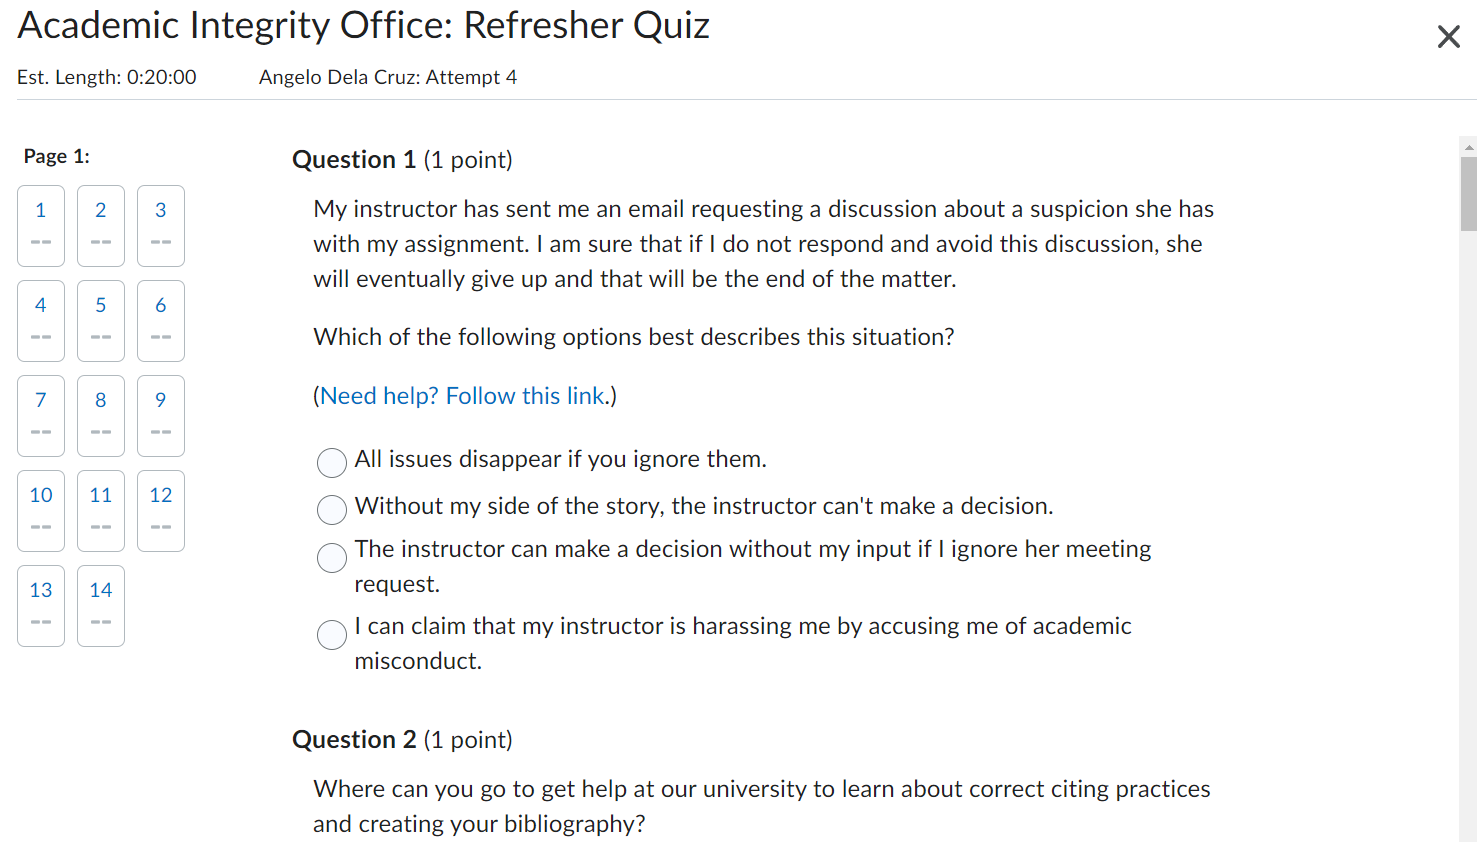 Academic Integrity Office: Refresher Quiz
Est. Length: 0:20:00 Angelo Dela Cruz: Attempt 4
Page 1:
1 2 3
-- -- --
4 5 6
-- -- --
7 8 9
-- -- --
10 11 12
-- -- --
13 14
-- --
Question 1 (1 point)
My instructor has sent me an email requesting a discussion about a suspicion she has
with my assignment. I am sure that if I do not respond and avoid this discussion, she
will eventually give up and that will be the end of the matter.
Which of the following options best describes this situation?
(Need help? Follow this link.)
All issues disappear if you ignore them.
Without my side of the story, the instructor can't make a decision.
The instructor can make a decision without my input if I ignore her meeting
request.
I can claim that my instructor is harassing me by accusing me of academic
misconduct.
Question 2 (1 point)
Where can you go to get help at our university to learn about correct citing practices
and creating your bibliography?